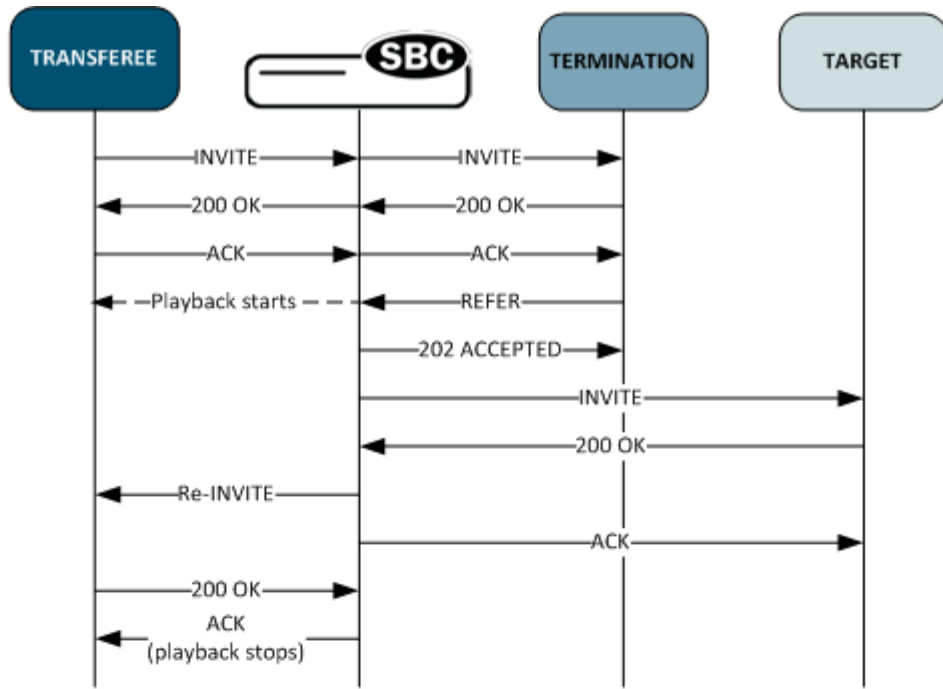 TRANSFEREE
SBC
TERMINATION
TARGET
INVITE
INVITE
200 OK
200 OK
ACK
ACK
Playback starts
REFER
202 ACCEPTED
INVITE
200 OK
Re-INVITE
ACK
200 OK
ACK
(playback stops)